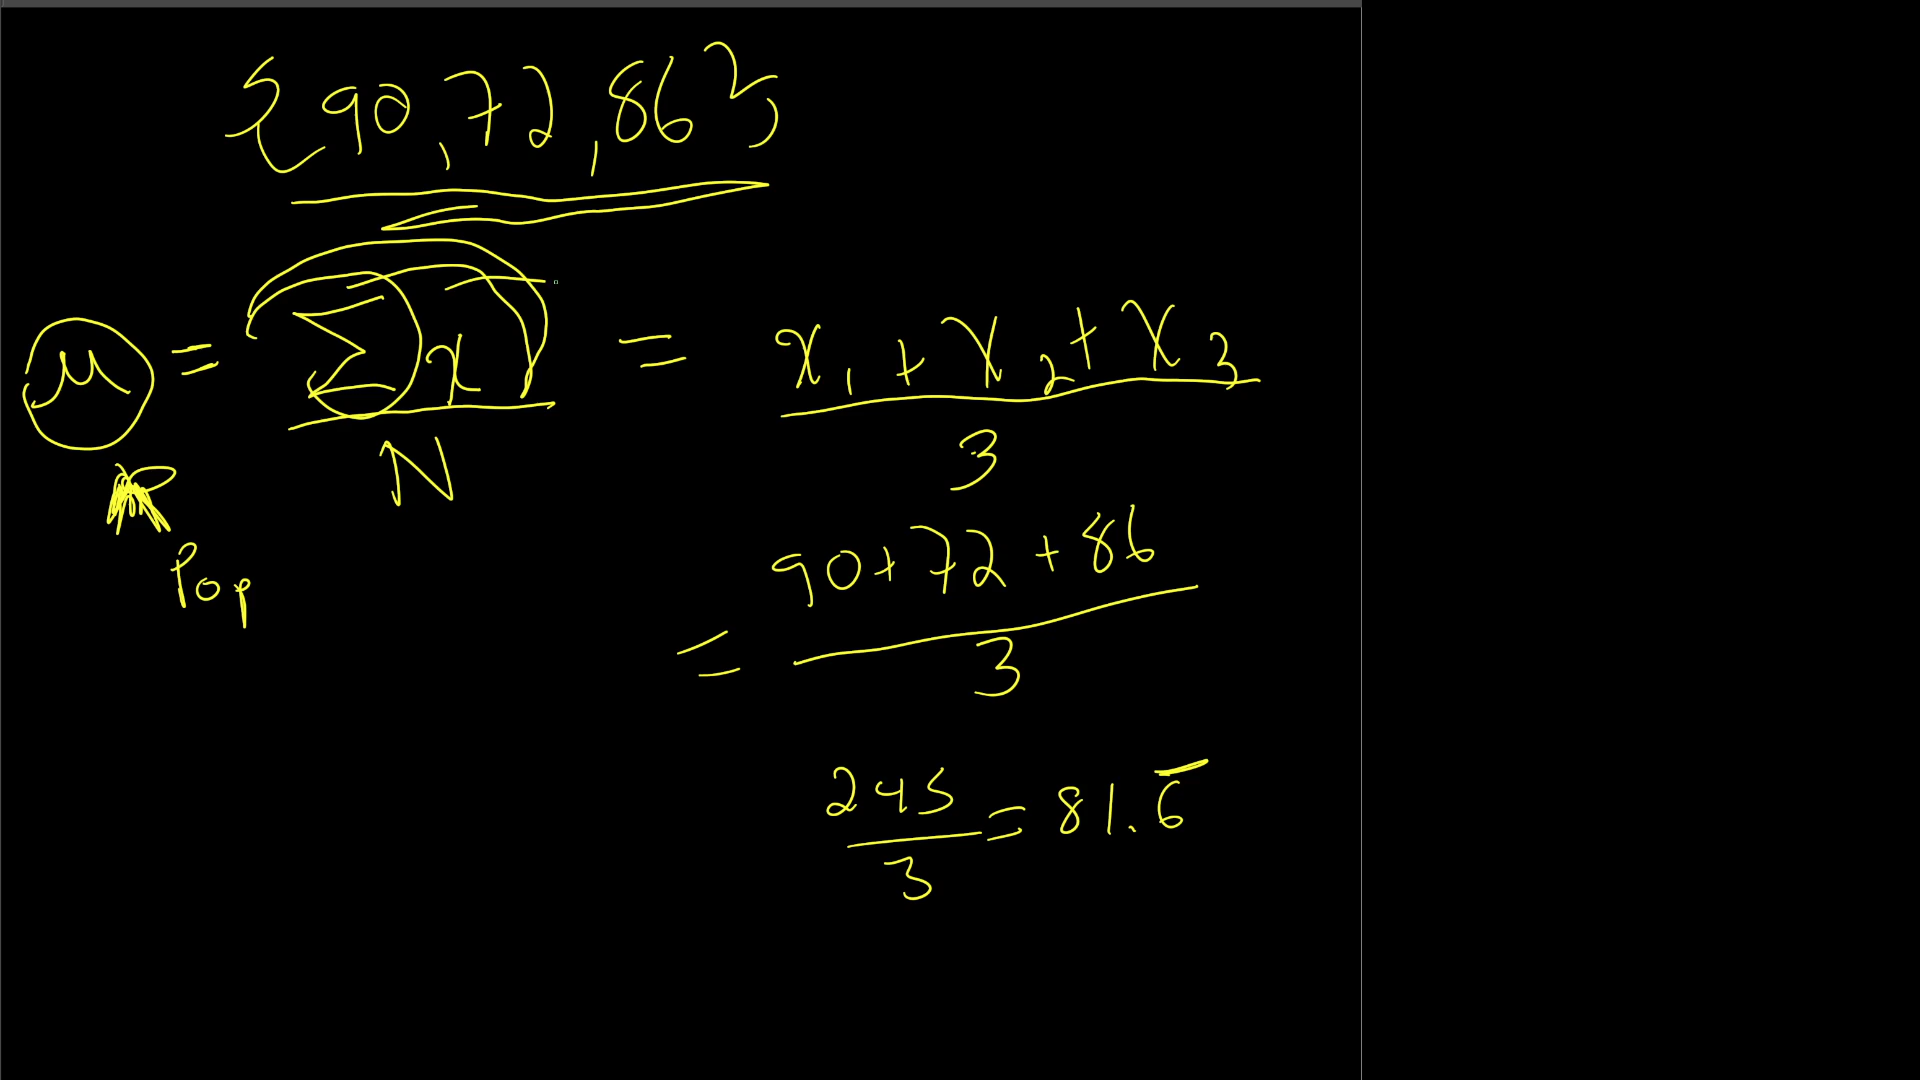 {90,72,86}
μ = Σx / N = x₁ + x₂ + x₃ / 3
Pop
= 90+72+86 / 3
245 / 3 = 81.6̅